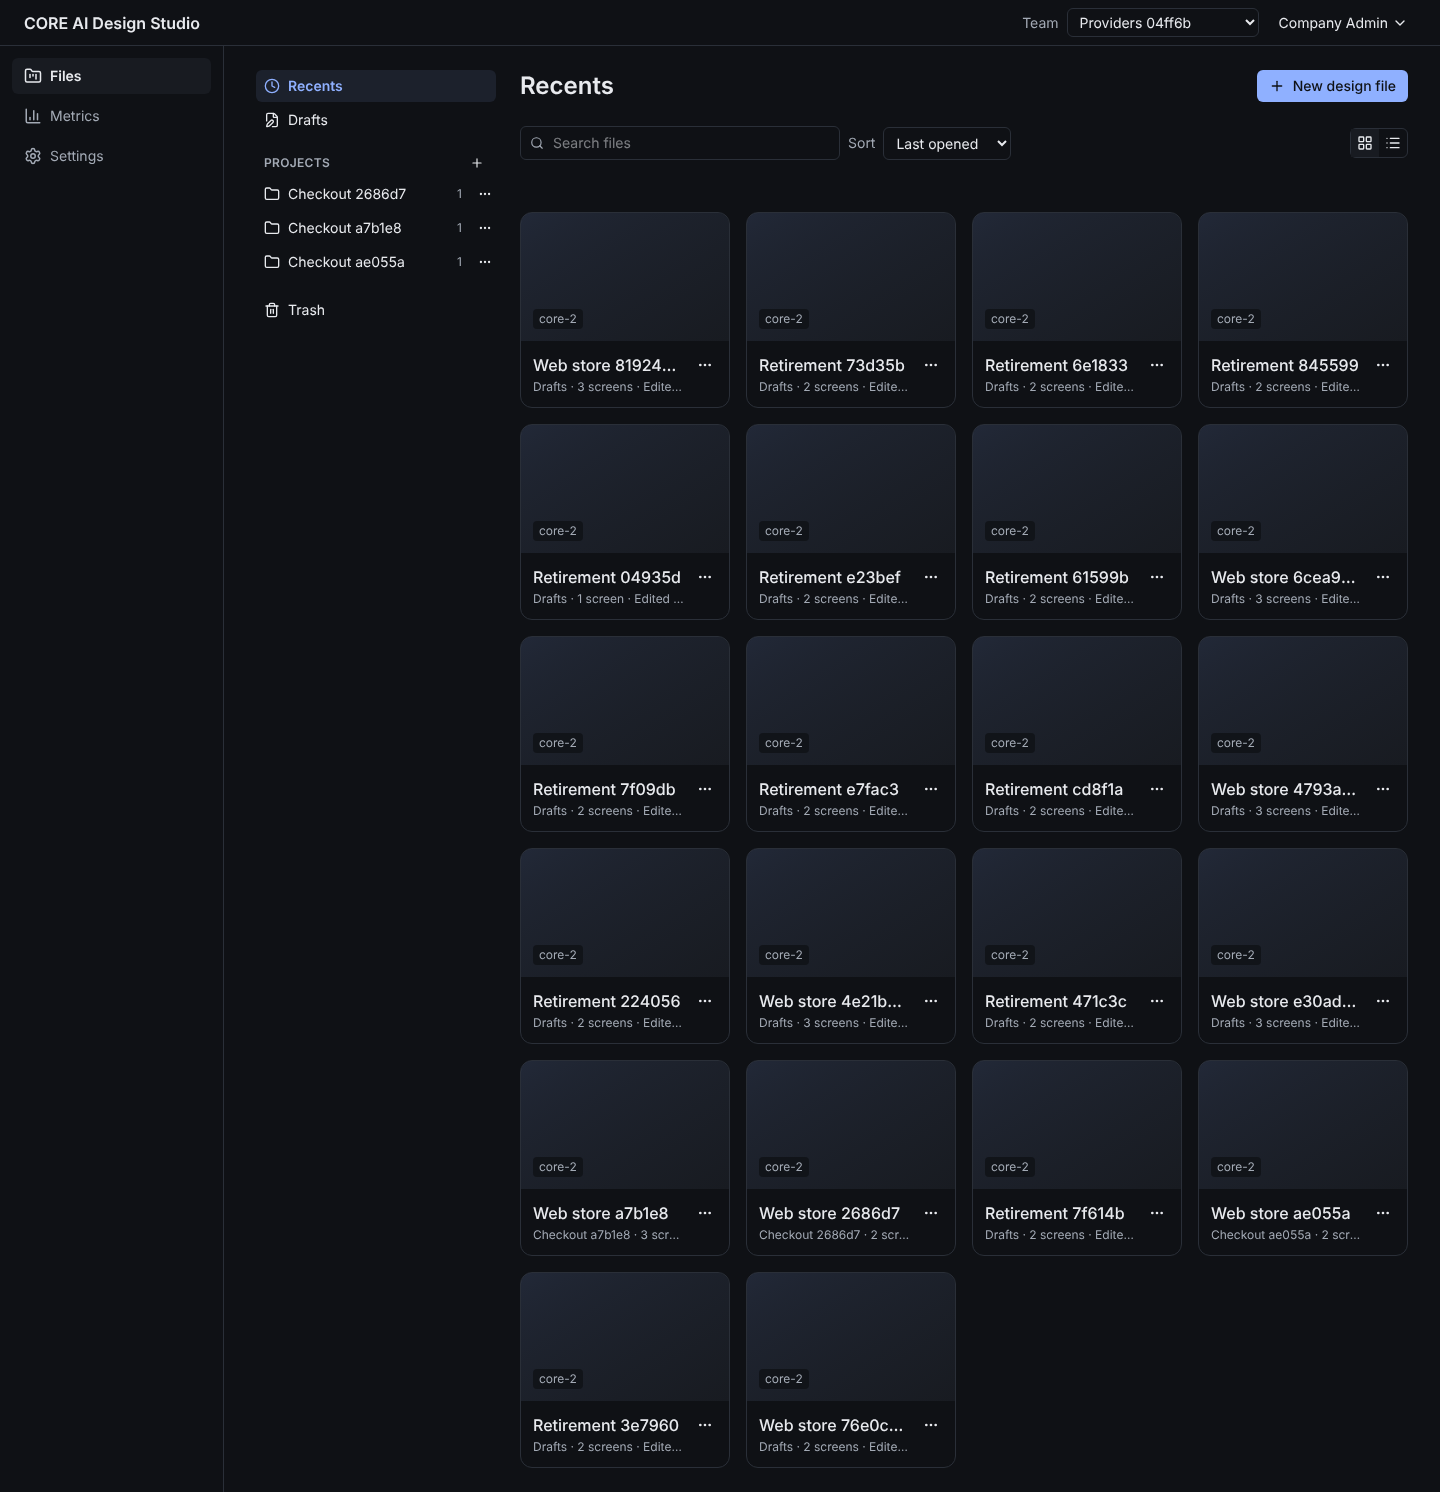 CORE AI Design Studio
Team
Providers 04ff6b
Company Admin
Files
Metrics
Settings
Recents
Drafts
PROJECTS
Checkout 2686d7 1
Checkout a7b1e8 1
Checkout ae055a 1
Trash
Recents
New design file
Search files
Sort
Last opened
core-2
Web store 81924...
Drafts · 3 screens · Edite...
core-2
Retirement 73d35b
Drafts · 2 screens · Edite...
core-2
Retirement 6e1833
Drafts · 2 screens · Edite...
core-2
Retirement 845599
Drafts · 2 screens · Edite...
core-2
Retirement 04935d
Drafts · 1 screen · Edited ...
core-2
Retirement e23bef
Drafts · 2 screens · Edite...
core-2
Retirement 61599b
Drafts · 2 screens · Edite...
core-2
Web store 6cea9...
Drafts · 3 screens · Edite...
core-2
Retirement 7f09db
Drafts · 2 screens · Edite...
core-2
Retirement e7fac3
Drafts · 2 screens · Edite...
core-2
Retirement cd8f1a
Drafts · 2 screens · Edite...
core-2
Web store 4793a...
Drafts · 3 screens · Edite...
core-2
Retirement 224056
Drafts · 2 screens · Edite...
core-2
Web store 4e21b...
Drafts · 3 screens · Edite...
core-2
Retirement 471c3c
Drafts · 2 screens · Edite...
core-2
Web store e30ad...
Drafts · 3 screens · Edite...
core-2
Web store a7b1e8
Checkout a7b1e8 · 3 scr...
core-2
Web store 2686d7
Checkout 2686d7 · 2 scr...
core-2
Retirement 7f614b
Drafts · 2 screens · Edite...
core-2
Web store ae055a
Checkout ae055a · 2 scr...
core-2
Retirement 3e7960
Drafts · 2 screens · Edite...
core-2
Web store 76e0c...
Drafts · 2 screens · Edite...